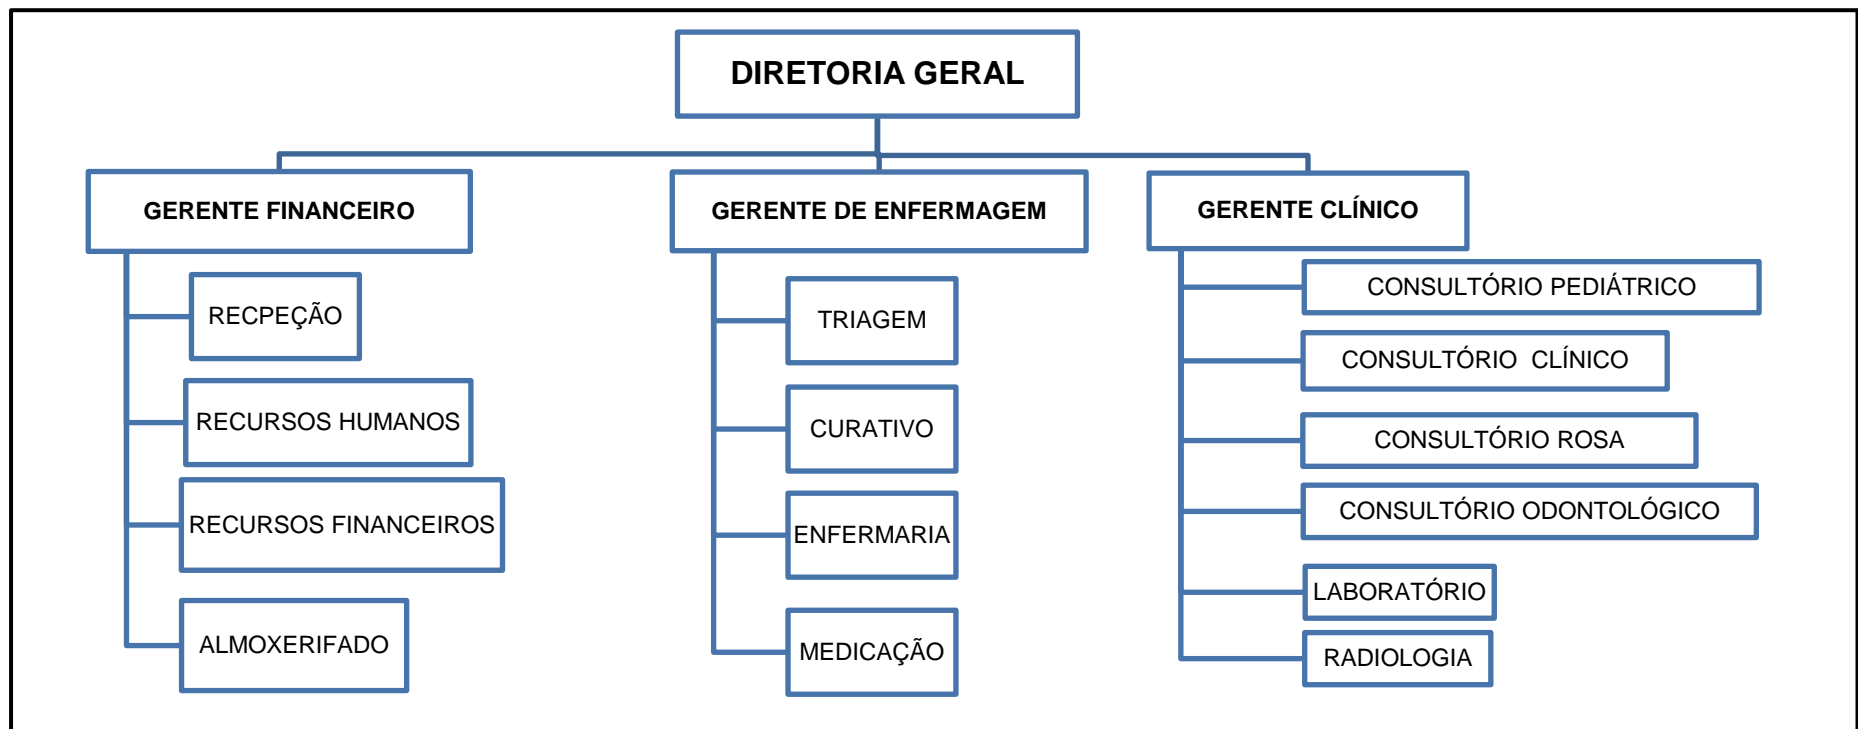 DIRETORIA GERAL
GERENTE FINANCEIRO
RECPEÇÃO
RECURSOS HUMANOS
RECURSOS FINANCEIROS
ALMOXERIFADO
GERENTE DE ENFERMAGEM
TRIAGEM
CURATIVO
ENFERMARIA
MEDICAÇÃO
GERENTE CLÍNICO
CONSULTÓRIO PEDIÁTRICO
CONSULTÓRIO CLÍNICO
CONSULTÓRIO ROSA
CONSULTÓRIO ODONTOLÓGICO
LABORATÓRIO
RADIOLOGIA